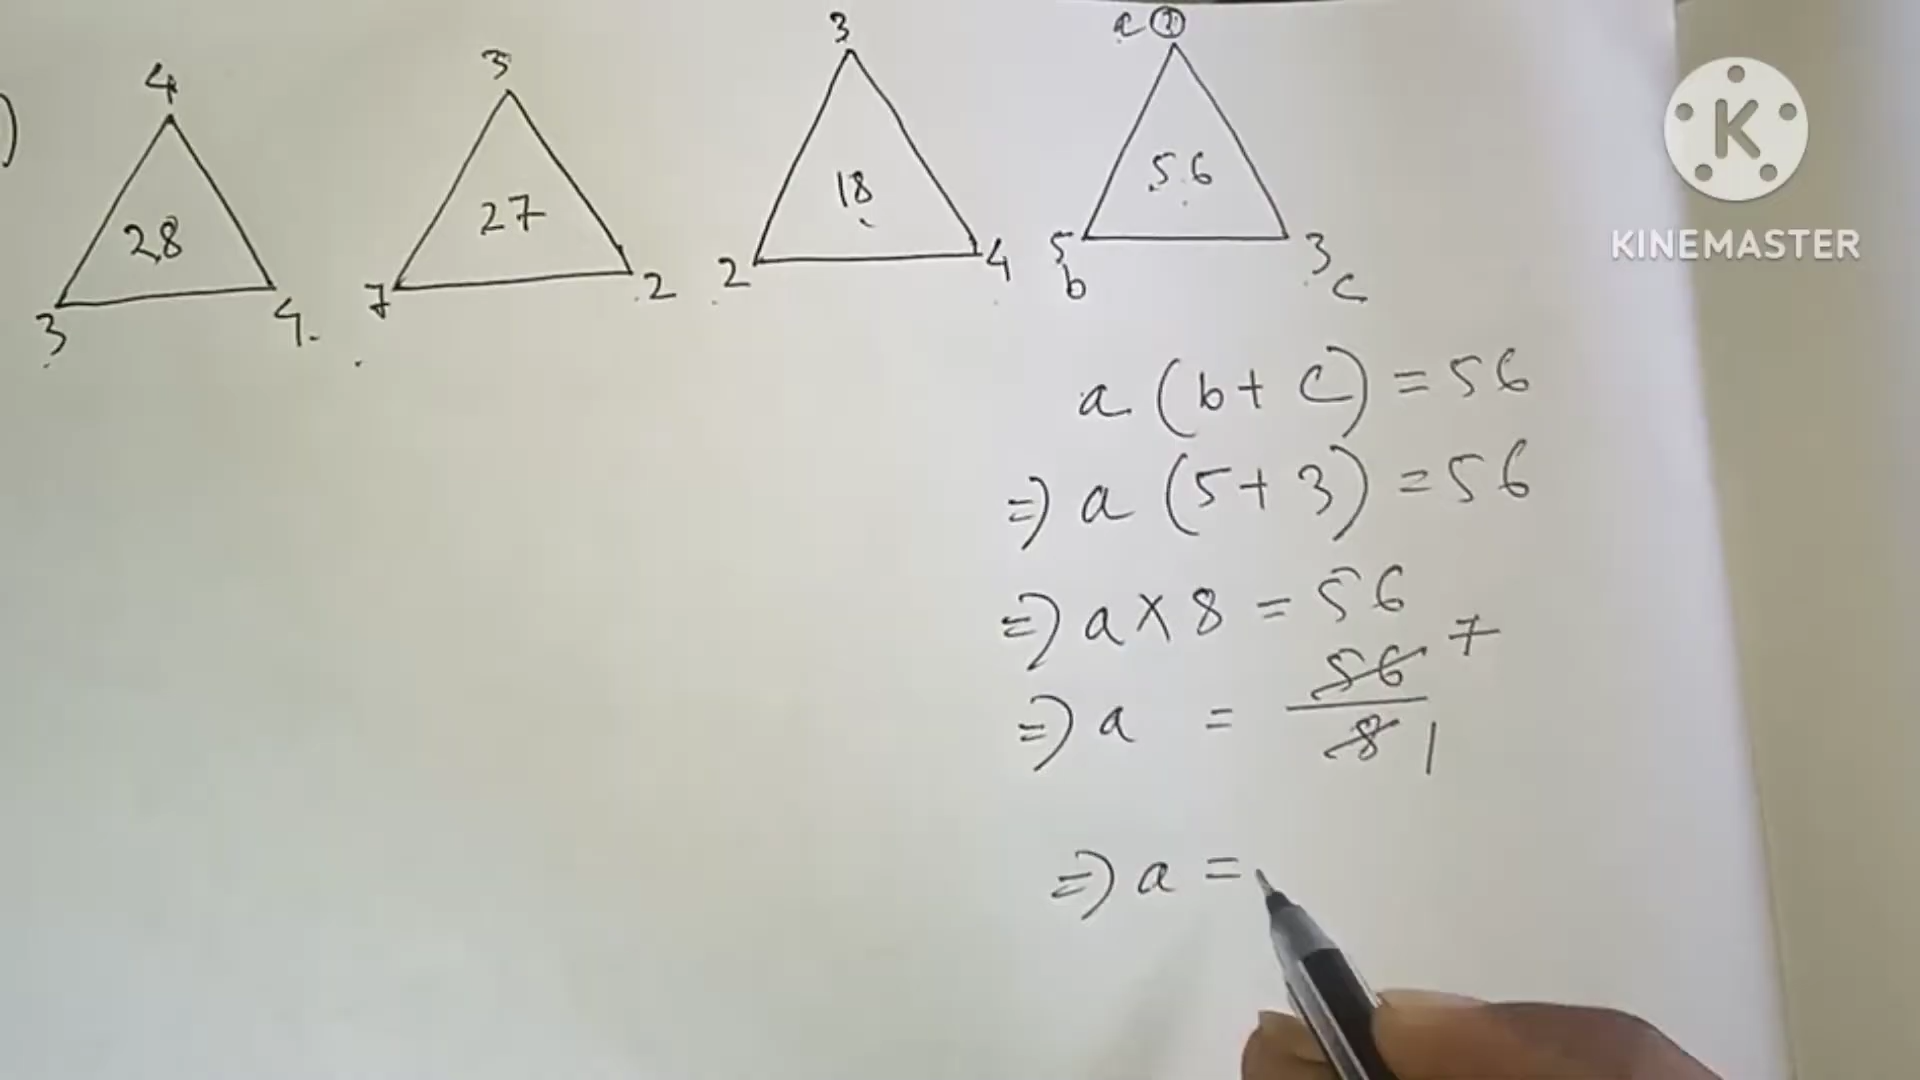 )
4 3 3 a ?
28 27 18 56
3 4. 7 2 2 4 5 3
b c
a (b + c) = 56
⇒ a (5 + 3) = 56
⇒ a × 8 = 56
⇒ a = 56/8 7 1
⇒ a =
K
KINEMASTER